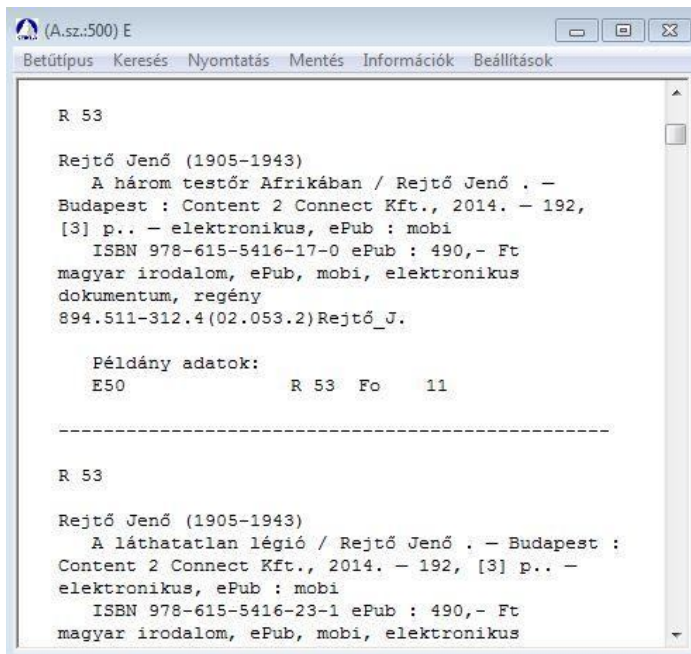 (A.sz.:500) E
Betűtípus Keresés Nyomtatás Mentés Információk Beállítások
R 53
Rejtő Jenő (1905-1943)
A három testőr Afrikában / Rejtő Jenő . —
Budapest : Content 2 Connect Kft., 2014. — 192,
[3] p.. — elektronikus, ePub : mobi
ISBN 978-615-5416-17-0 ePub : 490,- Ft
magyar irodalom, ePub, mobi, elektronikus
dokumentum, regény
894.511-312.4(02.053.2)Rejtő_J.
Példány adatok:
E50 R 53 Fo 11
------------------------------------------------
R 53
Rejtő Jenő (1905-1943)
A láthatatlan légió / Rejtő Jenő . — Budapest :
Content 2 Connect Kft., 2014. — 192, [3] p.. —
elektronikus, ePub : mobi
ISBN 978-615-5416-23-1 ePub : 490,- Ft
magyar irodalom, ePub, mobi, elektronikus